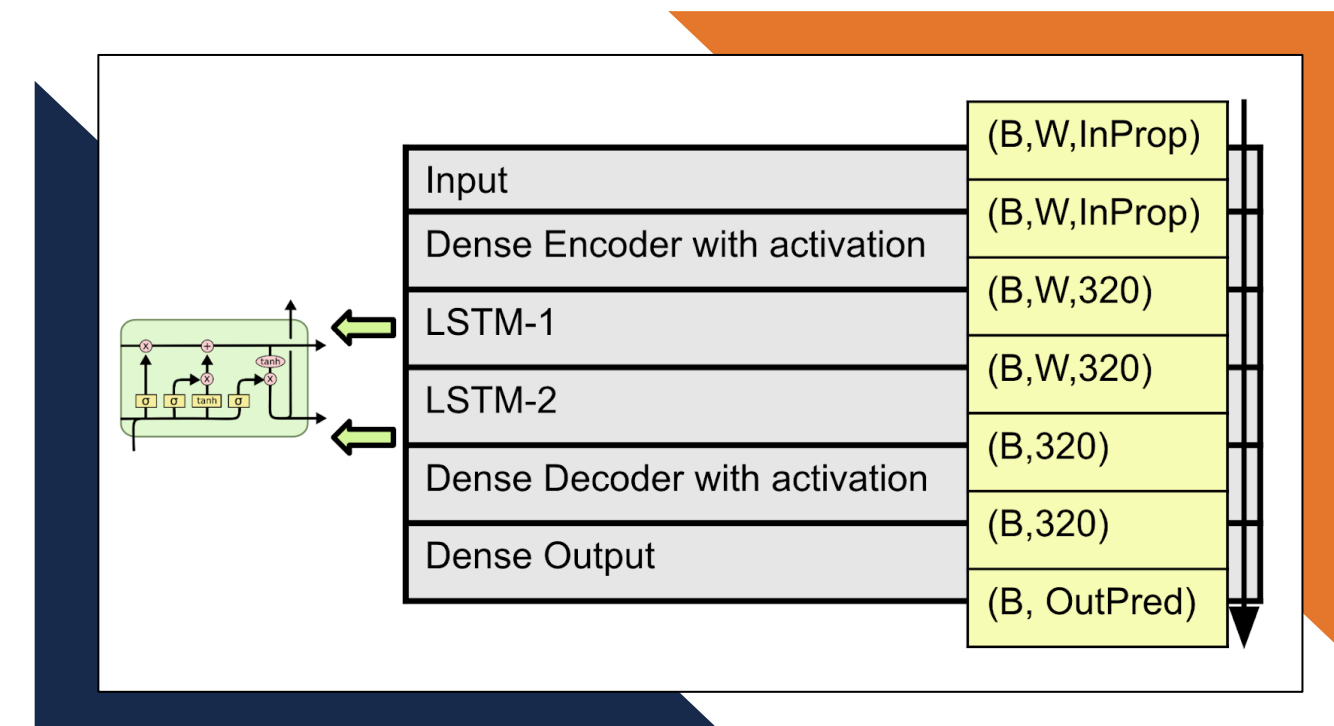 (B,W,InProp)
Input
(B,W,InProp)
Dense Encoder with activation
(B,W,320)
LSTM-1
(B,W,320)
LSTM-2
(B,320)
Dense Decoder with activation
(B,320)
Dense Output
(B, OutPred)
x
+
tanh
x
x
σ
σ
tanh
σ